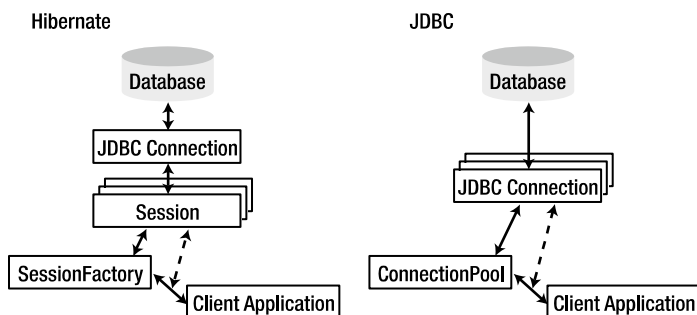 Hibernate
Database
JDBC Connection
Session
SessionFactory
Client Application
JDBC
Database
JDBC Connection
ConnectionPool
Client Application